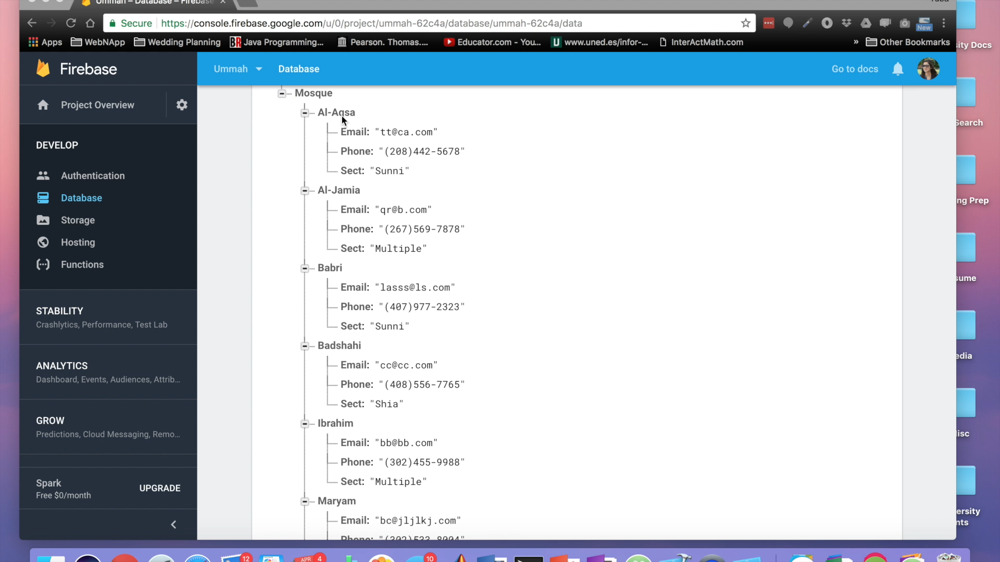 Ummah – Database – Firebase
Tuba
Secure https://console.firebase.google.com/u/0/project/ummah-62c4a/database/ummah-62c4a/data
New
Apps WebNApp Wedding Planning Java Programming... Pearson. Thomas.... Educator.com - You... www.uned.es/infor-... InterActMath.com » Other Bookmarks
Firebase
Ummah Database Go to docs
Project Overview
DEVELOP
Authentication
Database
Storage
Hosting
Functions
STABILITY
Crashlytics, Performance, Test Lab
ANALYTICS
Dashboard, Events, Audiences, Attrib...
GROW
Predictions, Cloud Messaging, Remo...
Spark
Free $0/month
UPGRADE
Mosque
Al-Aqsa
Email: "tt@ca.com"
Phone: "(208)442-5678"
Sect: "Sunni"
Al-Jamia
Email: "qr@b.com"
Phone: "(267)569-7878"
Sect: "Multiple"
Babri
Email: "lasss@ls.com"
Phone: "(407)977-2323"
Sect: "Sunni"
Badshahi
Email: "cc@cc.com"
Phone: "(408)556-7765"
Sect: "Shia"
Ibrahim
Email: "bb@bb.com"
Phone: "(302)455-9988"
Sect: "Multiple"
Maryam
Email: "bc@jljlkj.com"
Phone: "(302)533-8004"
sity Docs
Search
ng Prep
sume
edia
isc
ersity
nts
12
APR 4
10